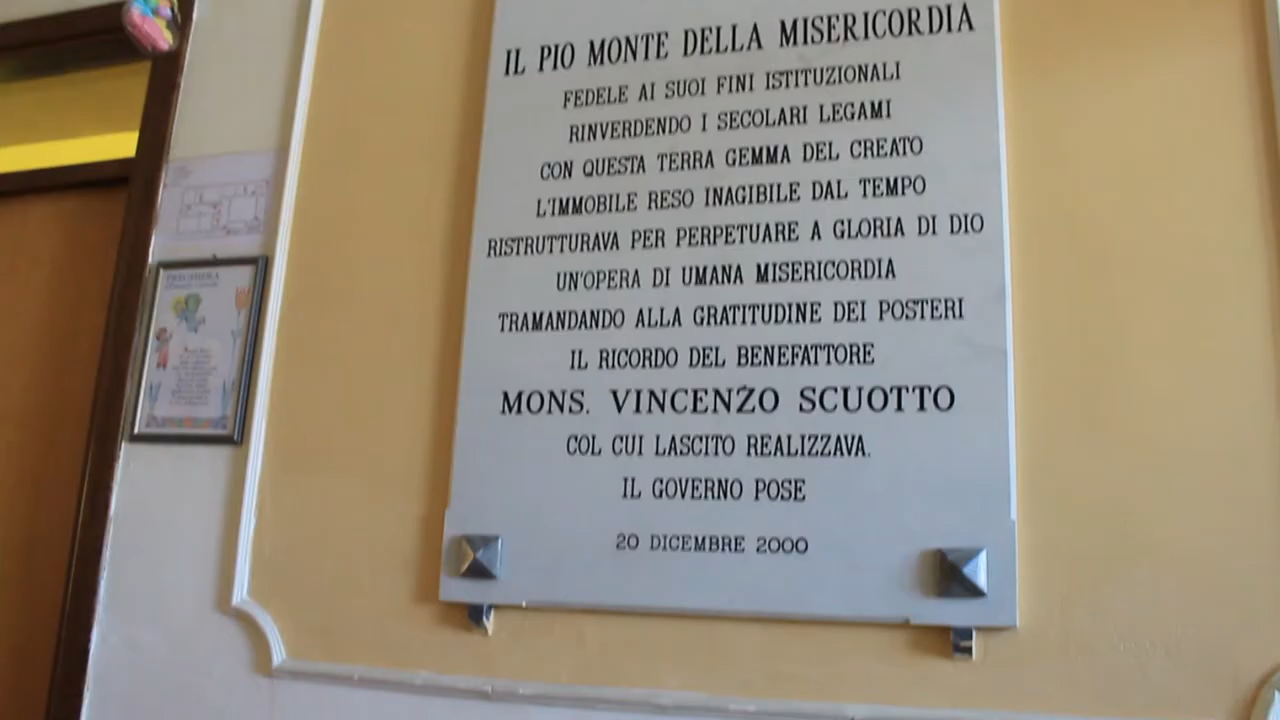 IL PIO MONTE DELLA MISERICORDIA
FEDELE AI SUOI FINI ISTITUZIONALI
RINVERDENDO I SECOLARI LEGAMI
CON QUESTA TERRA GEMMA DEL CREATO
L'IMMOBILE RESO INAGIBILE DAL TEMPO
RISTRUTTURAVA PER PERPETUARE A GLORIA DI DIO
UN'OPERA DI UMANA MISERICORDIA
TRAMANDANDO ALLA GRATITUDINE DEI POSTERI
IL RICORDO DEL BENEFATTORE
MONS. VINCENZO SCUOTTO
COL CUI LASCITO REALIZZAVA.
IL GOVERNO POSE
20 DICEMBRE 2000